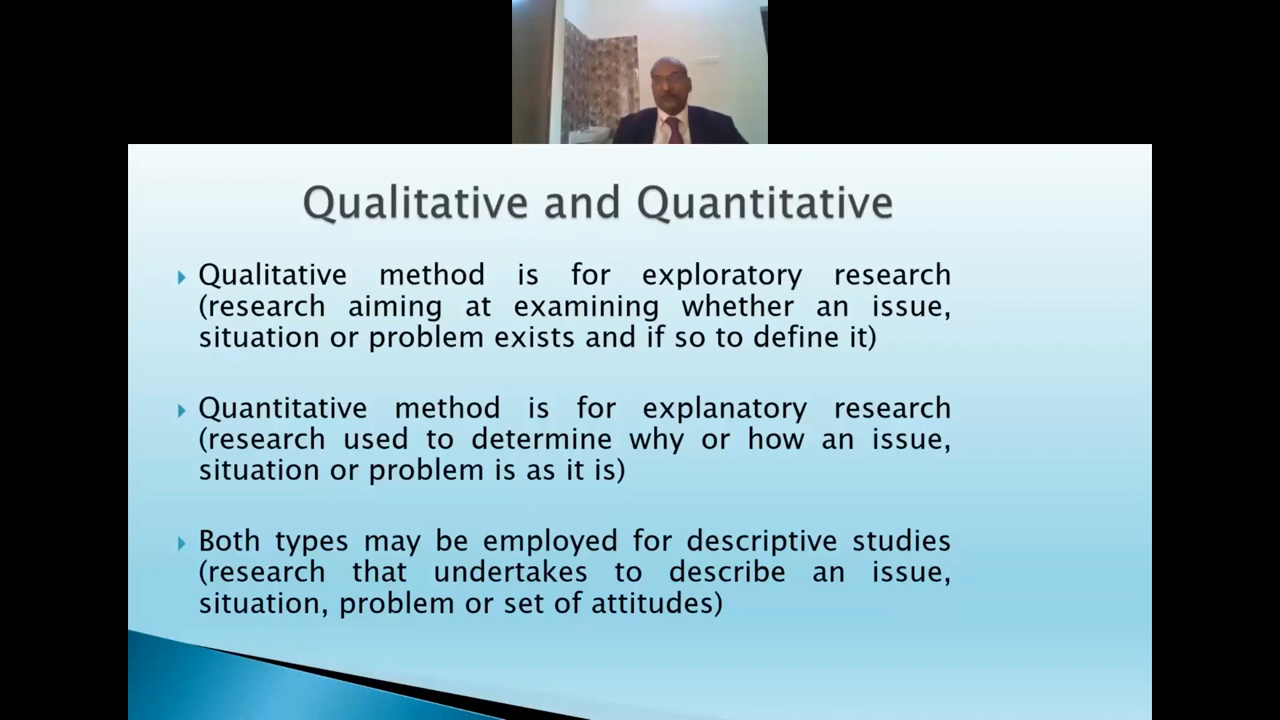 Qualitative and Quantitative
Qualitative method is for exploratory research
(research aiming at examining whether an issue,
situation or problem exists and if so to define it)
Quantitative method is for explanatory research
(research used to determine why or how an issue,
situation or problem is as it is)
Both types may be employed for descriptive studies
(research that undertakes to describe an issue,
situation, problem or set of attitudes)